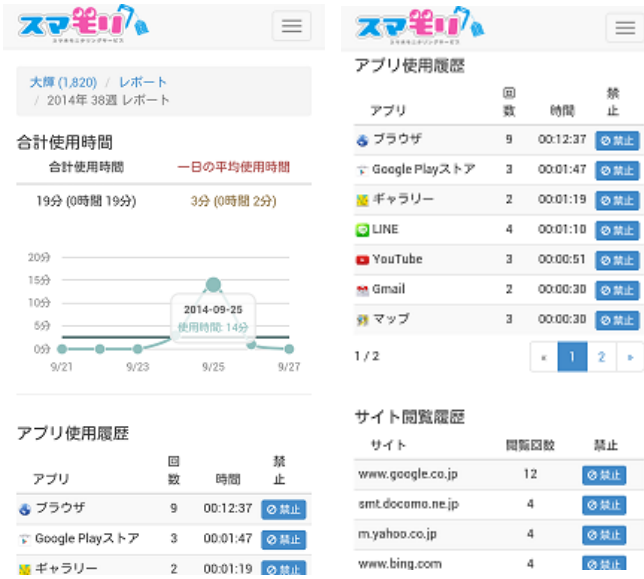 スマモリ
スマホモニタリングサービス
大輝 (1,820) / レポート
/ 2014年 38週 レポート
合計使用時間
合計使用時間 一日の平均使用時間
19分 (0時間 19分) 3分 (0時間 2分)
20分
15分
10分
5分
0分
2014-09-25
使用時間: 14分
9/21 9/23 9/25 9/27
アプリ使用履歴
アプリ 回数 時間 禁止
ブラウザ 9 00:12:37 禁止
Google Playストア 3 00:01:47 禁止
ギャラリー 2 00:01:19 禁止
スマモリ
スマホモニタリングサービス
アプリ使用履歴
アプリ 回数 時間 禁止
ブラウザ 9 00:12:37 禁止
Google Playストア 3 00:01:47 禁止
ギャラリー 2 00:01:19 禁止
LINE 4 00:01:10 禁止
YouTube 3 00:00:51 禁止
Gmail 2 00:00:30 禁止
マップ 3 00:00:30 禁止
1 / 2 « 1 2 »
サイト閲覧履歴
サイト 閲覧回数 禁止
www.google.co.jp 12 禁止
smt.docomo.ne.jp 4 禁止
m.yahoo.co.jp 4 禁止
www.bing.com 4 禁止